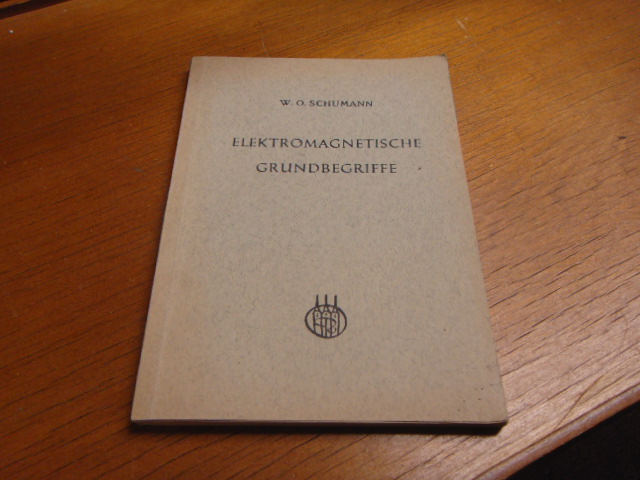 W. O. SCHUMANN
ELEKTROMAGNETISCHE
GRUNDBEGRIFFE